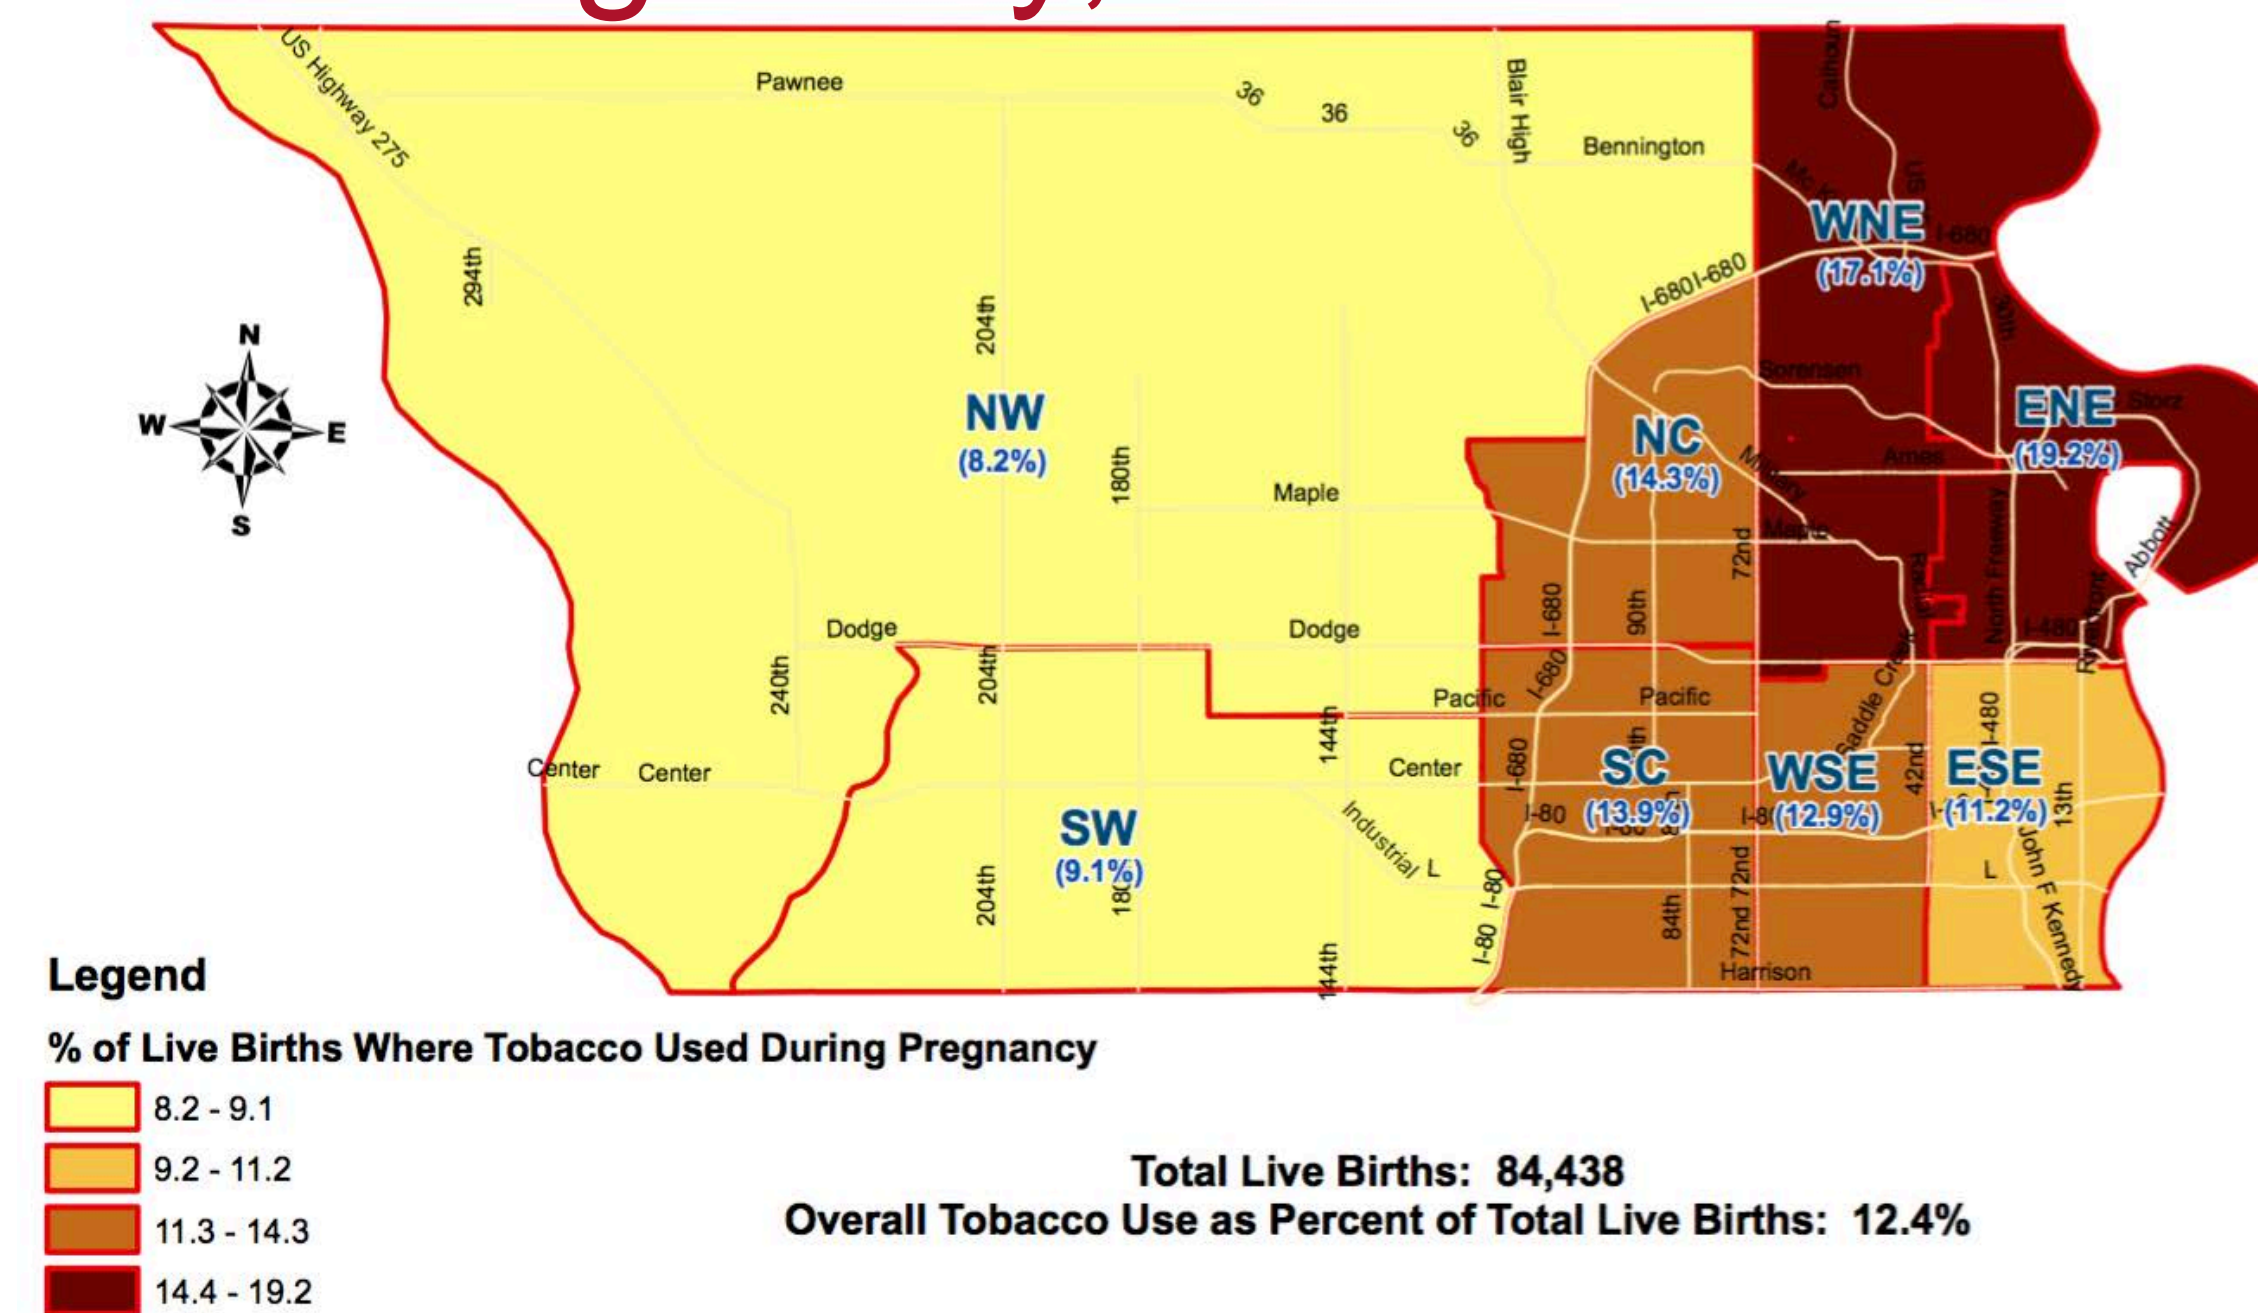 US Highway 275
Pawnee
36
36
36
Blair High
Bennington
Calhoun
WNE
(17.1%)
I-680
I-680 I-680
294th
204th
N
W
E
S
NW
(8.2%)
180th
Maple
NC
(14.3%)
Sorensen
ENE
(19.2%)
Storz
30th
Ames
Military
Maple
72nd
90th
I-680
North Freeway
Abbott
Riverfront
I-480
Dodge
Dodge
240th
204th
Pacific
Pacific
I-680
Saddle Creek
144th
Center
Center
Center
I-680
SC
(13.9%)
WSE
(12.9%)
42nd
ESE
(11.2%)
I-480
13th
I-80
SW
(9.1%)
Industrial
L
L
204th
I-80
I-80
84th
72nd
72nd
John F Kennedy
144th
Harrison
Legend
% of Live Births Where Tobacco Used During Pregnancy
8.2 - 9.1
9.2 - 11.2
11.3 - 14.3
14.4 - 19.2
Total Live Births: 84,438
Overall Tobacco Use as Percent of Total Live Births: 12.4%